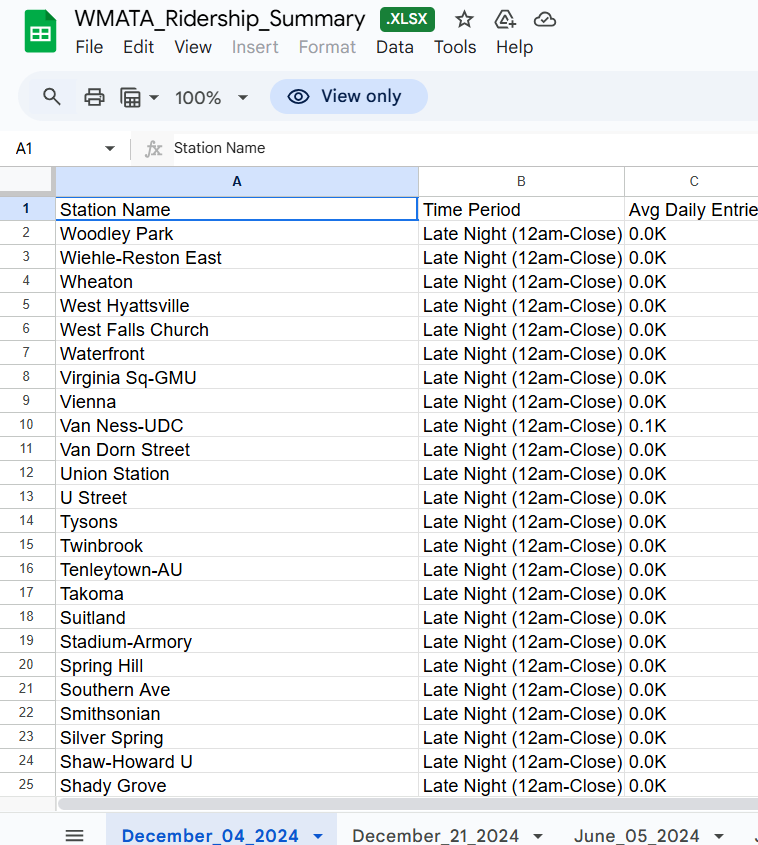 WMATA_Ridership_Summary .XLSX
File Edit View Insert Format Data Tools Help
100% View only
A1 fx Station Name
A B C
1 Station Name Time Period Avg Daily Entrie
2 Woodley Park Late Night (12am-Close) 0.0K
3 Wiehle-Reston East Late Night (12am-Close) 0.0K
4 Wheaton Late Night (12am-Close) 0.0K
5 West Hyattsville Late Night (12am-Close) 0.0K
6 West Falls Church Late Night (12am-Close) 0.0K
7 Waterfront Late Night (12am-Close) 0.0K
8 Virginia Sq-GMU Late Night (12am-Close) 0.0K
9 Vienna Late Night (12am-Close) 0.0K
10 Van Ness-UDC Late Night (12am-Close) 0.1K
11 Van Dorn Street Late Night (12am-Close) 0.0K
12 Union Station Late Night (12am-Close) 0.0K
13 U Street Late Night (12am-Close) 0.0K
14 Tysons Late Night (12am-Close) 0.0K
15 Twinbrook Late Night (12am-Close) 0.0K
16 Tenleytown-AU Late Night (12am-Close) 0.0K
17 Takoma Late Night (12am-Close) 0.0K
18 Suitland Late Night (12am-Close) 0.0K
19 Stadium-Armory Late Night (12am-Close) 0.0K
20 Spring Hill Late Night (12am-Close) 0.0K
21 Southern Ave Late Night (12am-Close) 0.0K
22 Smithsonian Late Night (12am-Close) 0.0K
23 Silver Spring Late Night (12am-Close) 0.0K
24 Shaw-Howard U Late Night (12am-Close) 0.0K
25 Shady Grove Late Night (12am-Close) 0.0K
December_04_2024 December_21_2024 June_05_2024